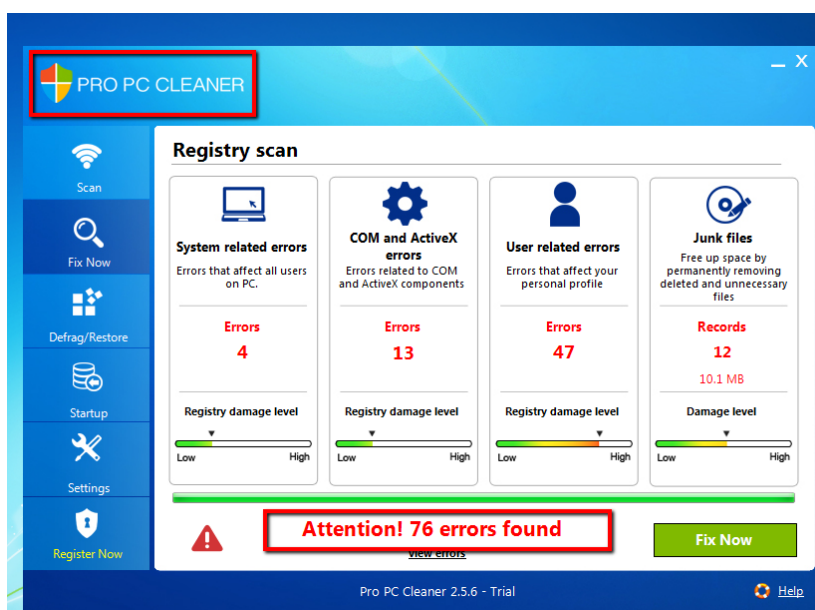 PRO PC CLEANER
_ X
Scan
Fix Now
Defrag/Restore
Startup
Settings
Register Now
Registry scan
System related errors
Errors that affect all users
on PC.
Errors
4
Registry damage level
Low High
COM and ActiveX
errors
Errors related to COM
and ActiveX components
Errors
13
Registry damage level
Low High
User related errors
Errors that affect your
personal profile
Errors
47
Registry damage level
Low High
Junk files
Free up space by
permanently removing
deleted and unnecessary
files
Records
12
10.1 MB
Damage level
Low High
Attention! 76 errors found
View errors
Fix Now
Pro PC Cleaner 2.5.6 - Trial
Help